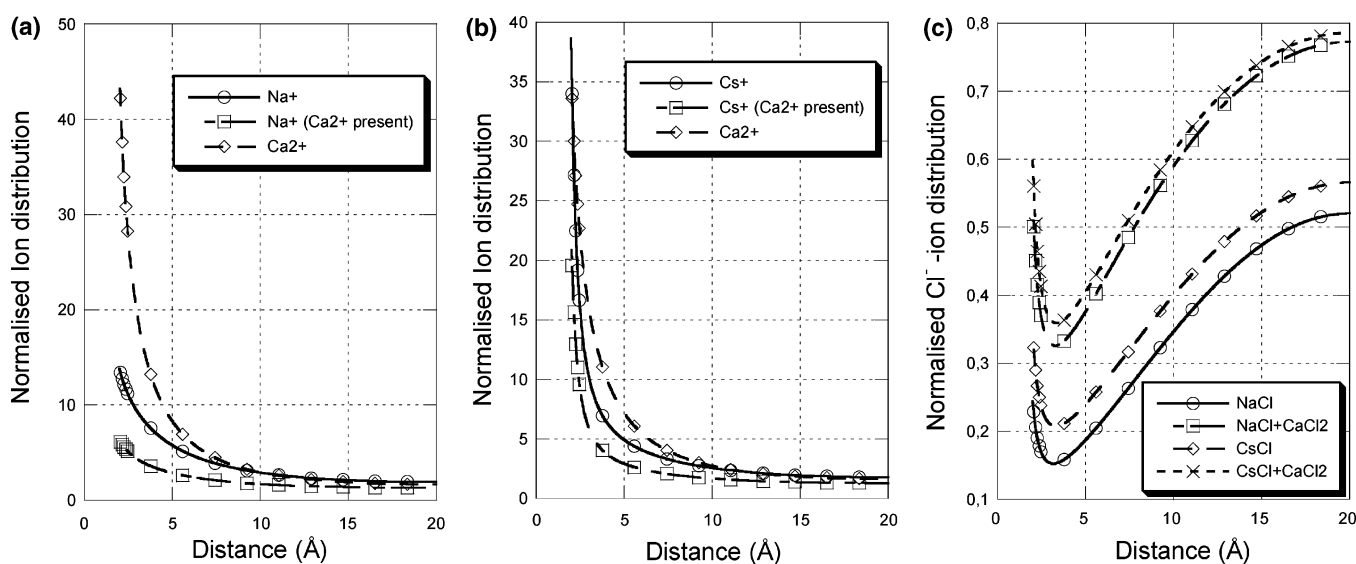 (a)
Normalised Ion distribution
50
40
30
20
10
0
Na+
Na+ (Ca2+ present)
Ca2+
0 5 10 15 20
Distance (Å)
(b)
Normalised Ion distribution
40
35
30
25
20
15
10
5
0
Cs+
Cs+ (Ca2+ present)
Ca2+
0 5 10 15 20
Distance (Å)
(c)
Normalised Cl⁻ -ion distribution
0,8
0,7
0,6
0,5
0,4
0,3
0,2
0,1
NaCl
NaCl+CaCl2
CsCl
CsCl+CaCl2
0 5 10 15 20
Distance (Å)